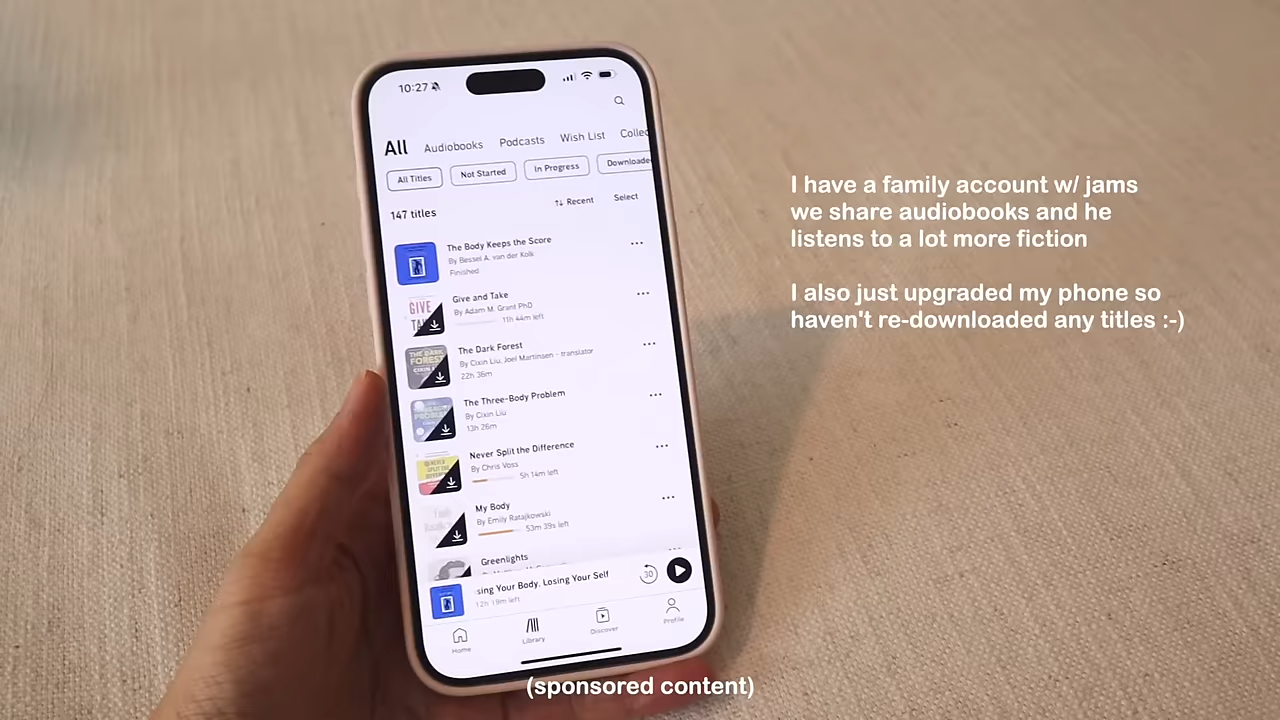 10:27
All Audiobooks Podcasts Wish List Collec
All Titles Not Started In Progress Downloade
147 titles
Recent Select
The Body Keeps the Score
By Bessel A. van der Kolk
Finished
GIVE
Give and Take
By Adam M. Grant PhD
11h 44m left
THE DARK
FOREST
The Dark Forest
By Cixin Liu, Joel Martinsen - translator
22h 36m
The Three-Body Problem
By Cixin Liu
13h 26m
Never Split the Difference
By Chris Voss
5h 14m left
My Body
By Emily Ratajkowski
53m 39s left
Greenlights
sing Your Body, Losing Your Self
12h 19m left
30
Home Library Discover Profile
I have a family account w/ jams
we share audiobooks and he
listens to a lot more fiction
I also just upgraded my phone so
haven't re-downloaded any titles :-)
(sponsored content)